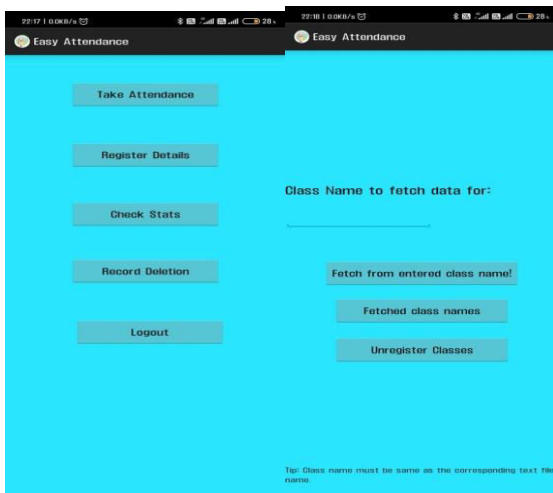 22:17 | 0.0KB/s
28
Easy Attendance
Take Attendance
Register Details
Check Stats
Record Deletion
Logout
22:18 | 0.0KB/s
28
Easy Attendance
Class Name to fetch data for:
Fetch from entered class name!
Fetched class names
Unregister Classes
Tip: Class name must be same as the corresponding text file
name.